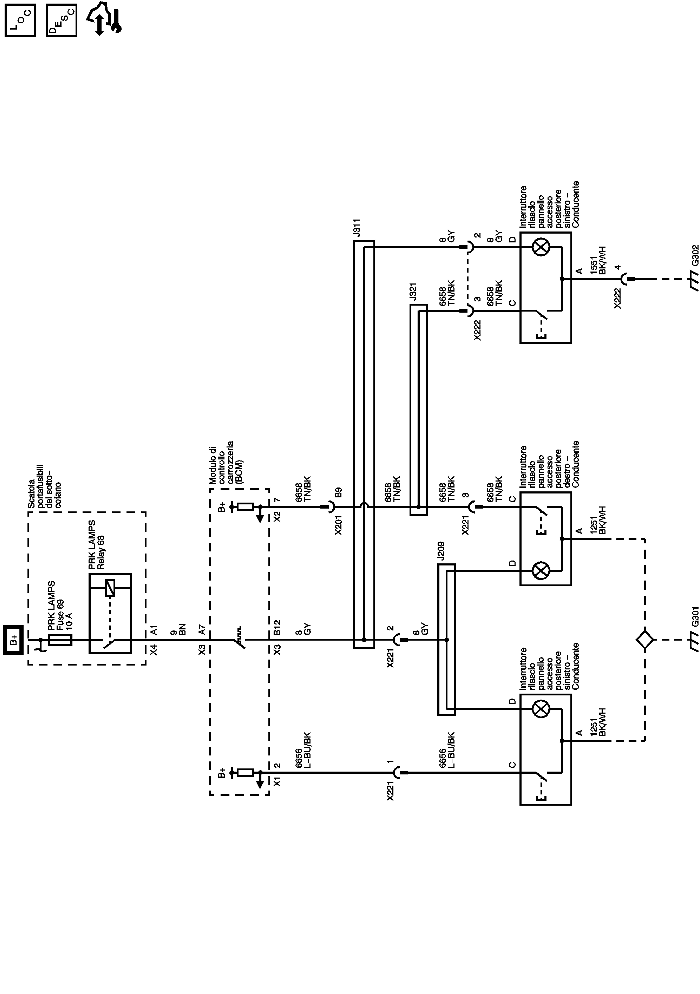 LOC
DESC
B+
Scatola
portafusibili
del sotto–
cofano
PRK LAMPS
Fuse 69
10 A
PRK LAMPS
Relay 68
X4
A1
9
BN
X3
A7
Modulo di
controllo
carrozzeria
(BCM)
B+
B+
X1
2
X3
B12
X2
7
6656
L–BU/BK
8
GY
6658
TN/BK
X201
B9
J311
6658
TN/BK
X221
1
X221
2
6656
L–BU/BK
8
GY
J209
J321
X221
3
6658
TN/BK
6658
TN/BK
8
GY
X222
3
2
6658
TN/BK
8
GY
C
D
D
C
C
D
Interruttore
rilascio
pannello
accesso
posteriore
sinistro –
Conducente
Interruttore
rilascio
pannello
accesso
posteriore
destro –
Conducente
Interruttore
rilascio
pannello
accesso
posteriore
sinistro –
Conducente
A
1251
BK/WH
A
1251
BK/WH
A
1551
BK/WH
X222
4
G301
G302